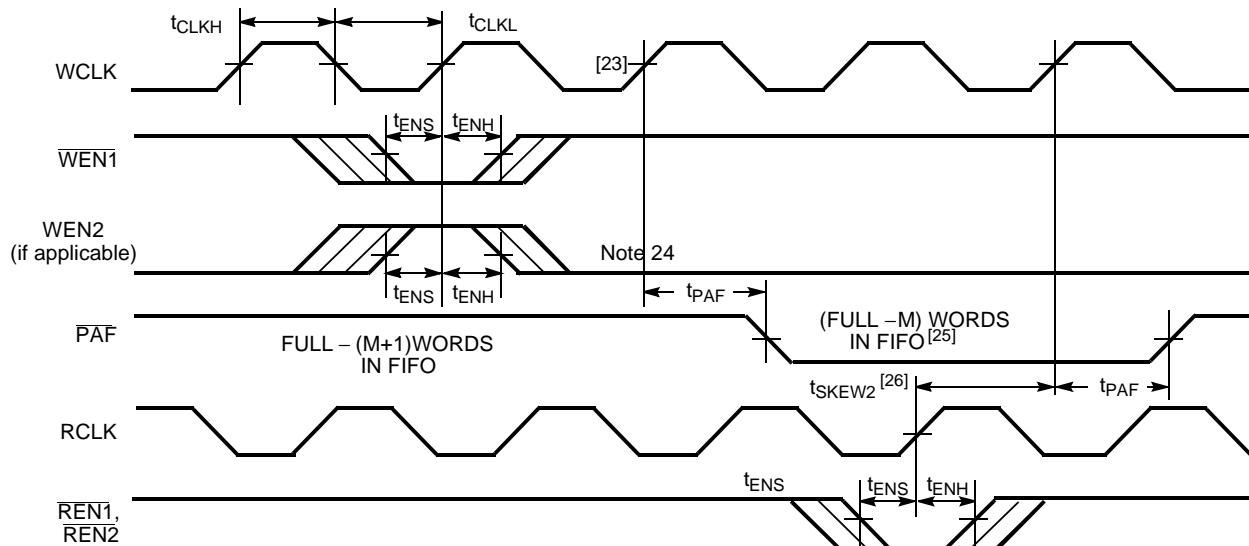 tCLKH tCLKL
WCLK [23]
tENS tENH
WEN1
WEN2
(if applicable)
Note 24
tENS tENH
tPAF
PAF
FULL − (M+1)WORDS
IN FIFO
(FULL −M) WORDS
IN FIFO[25]
tSKEW2 [26]
tPAF
RCLK
tENS tENS tENH
REN1,
REN2